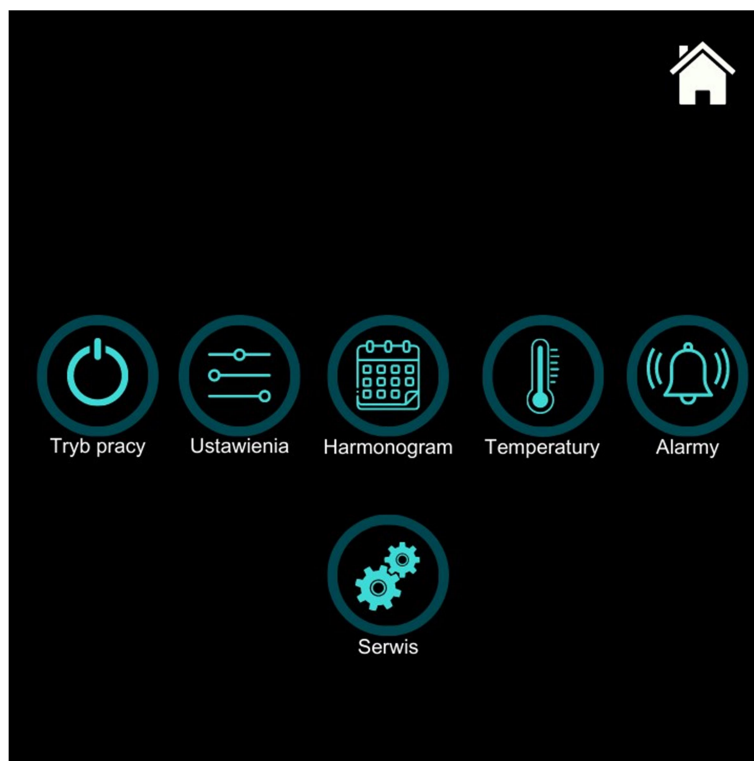 Tryb pracy
Ustawienia
Harmonogram
Temperatury
Alarmy
Serwis